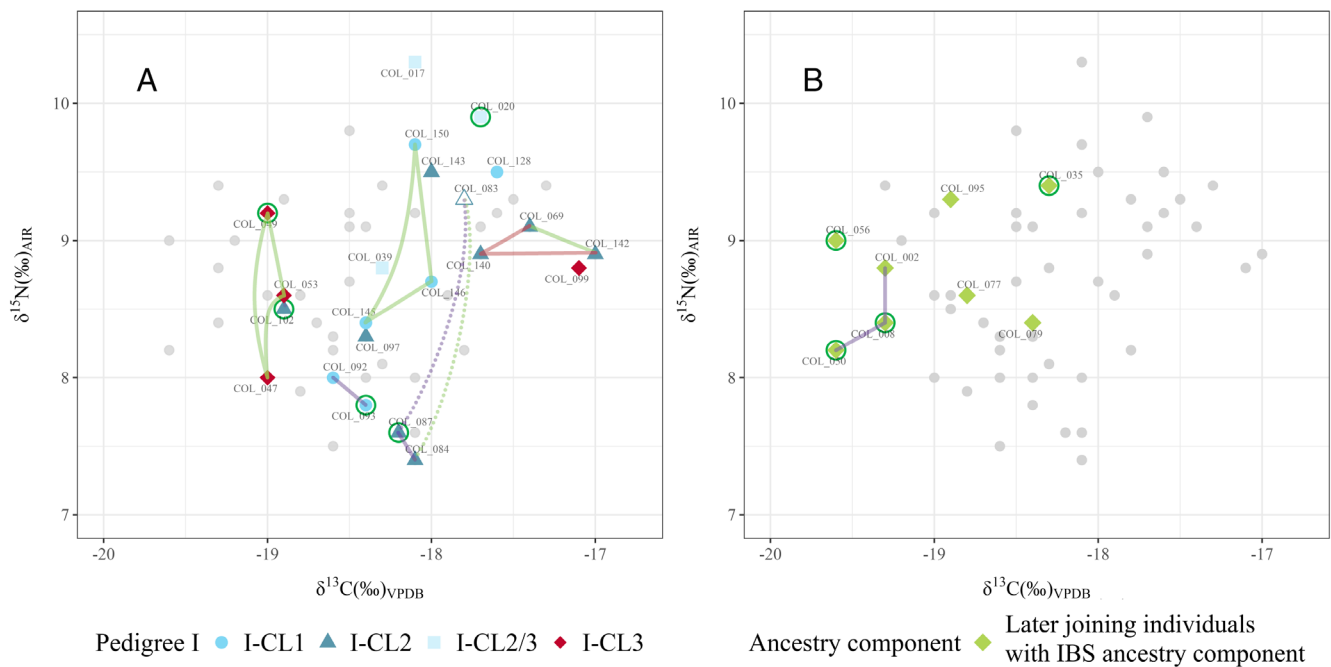 A
COL_017
COL_020
COL_150
COL_143
COL_128
COL_083
COL_049
COL_069
COL_142
COL_039
COL_140
COL_099
COL_053
COL_146
COL_102
COL_145
COL_097
COL_092
COL_047
COL_093
COL_087
COL_084
10
9
8
7
δ15N(‰)AIR
-20 -19 -18 -17
δ13C(‰)VPDB
B
COL_035
COL_095
COL_056
COL_002
COL_077
COL_008
COL_079
COL_050
10
9
8
7
δ15N(‰)AIR
-20 -19 -18 -17
δ13C(‰)VPDB
Pedigree I I-CL1 I-CL2 I-CL2/3 I-CL3
Ancestry component Later joining individuals
with IBS ancestry component